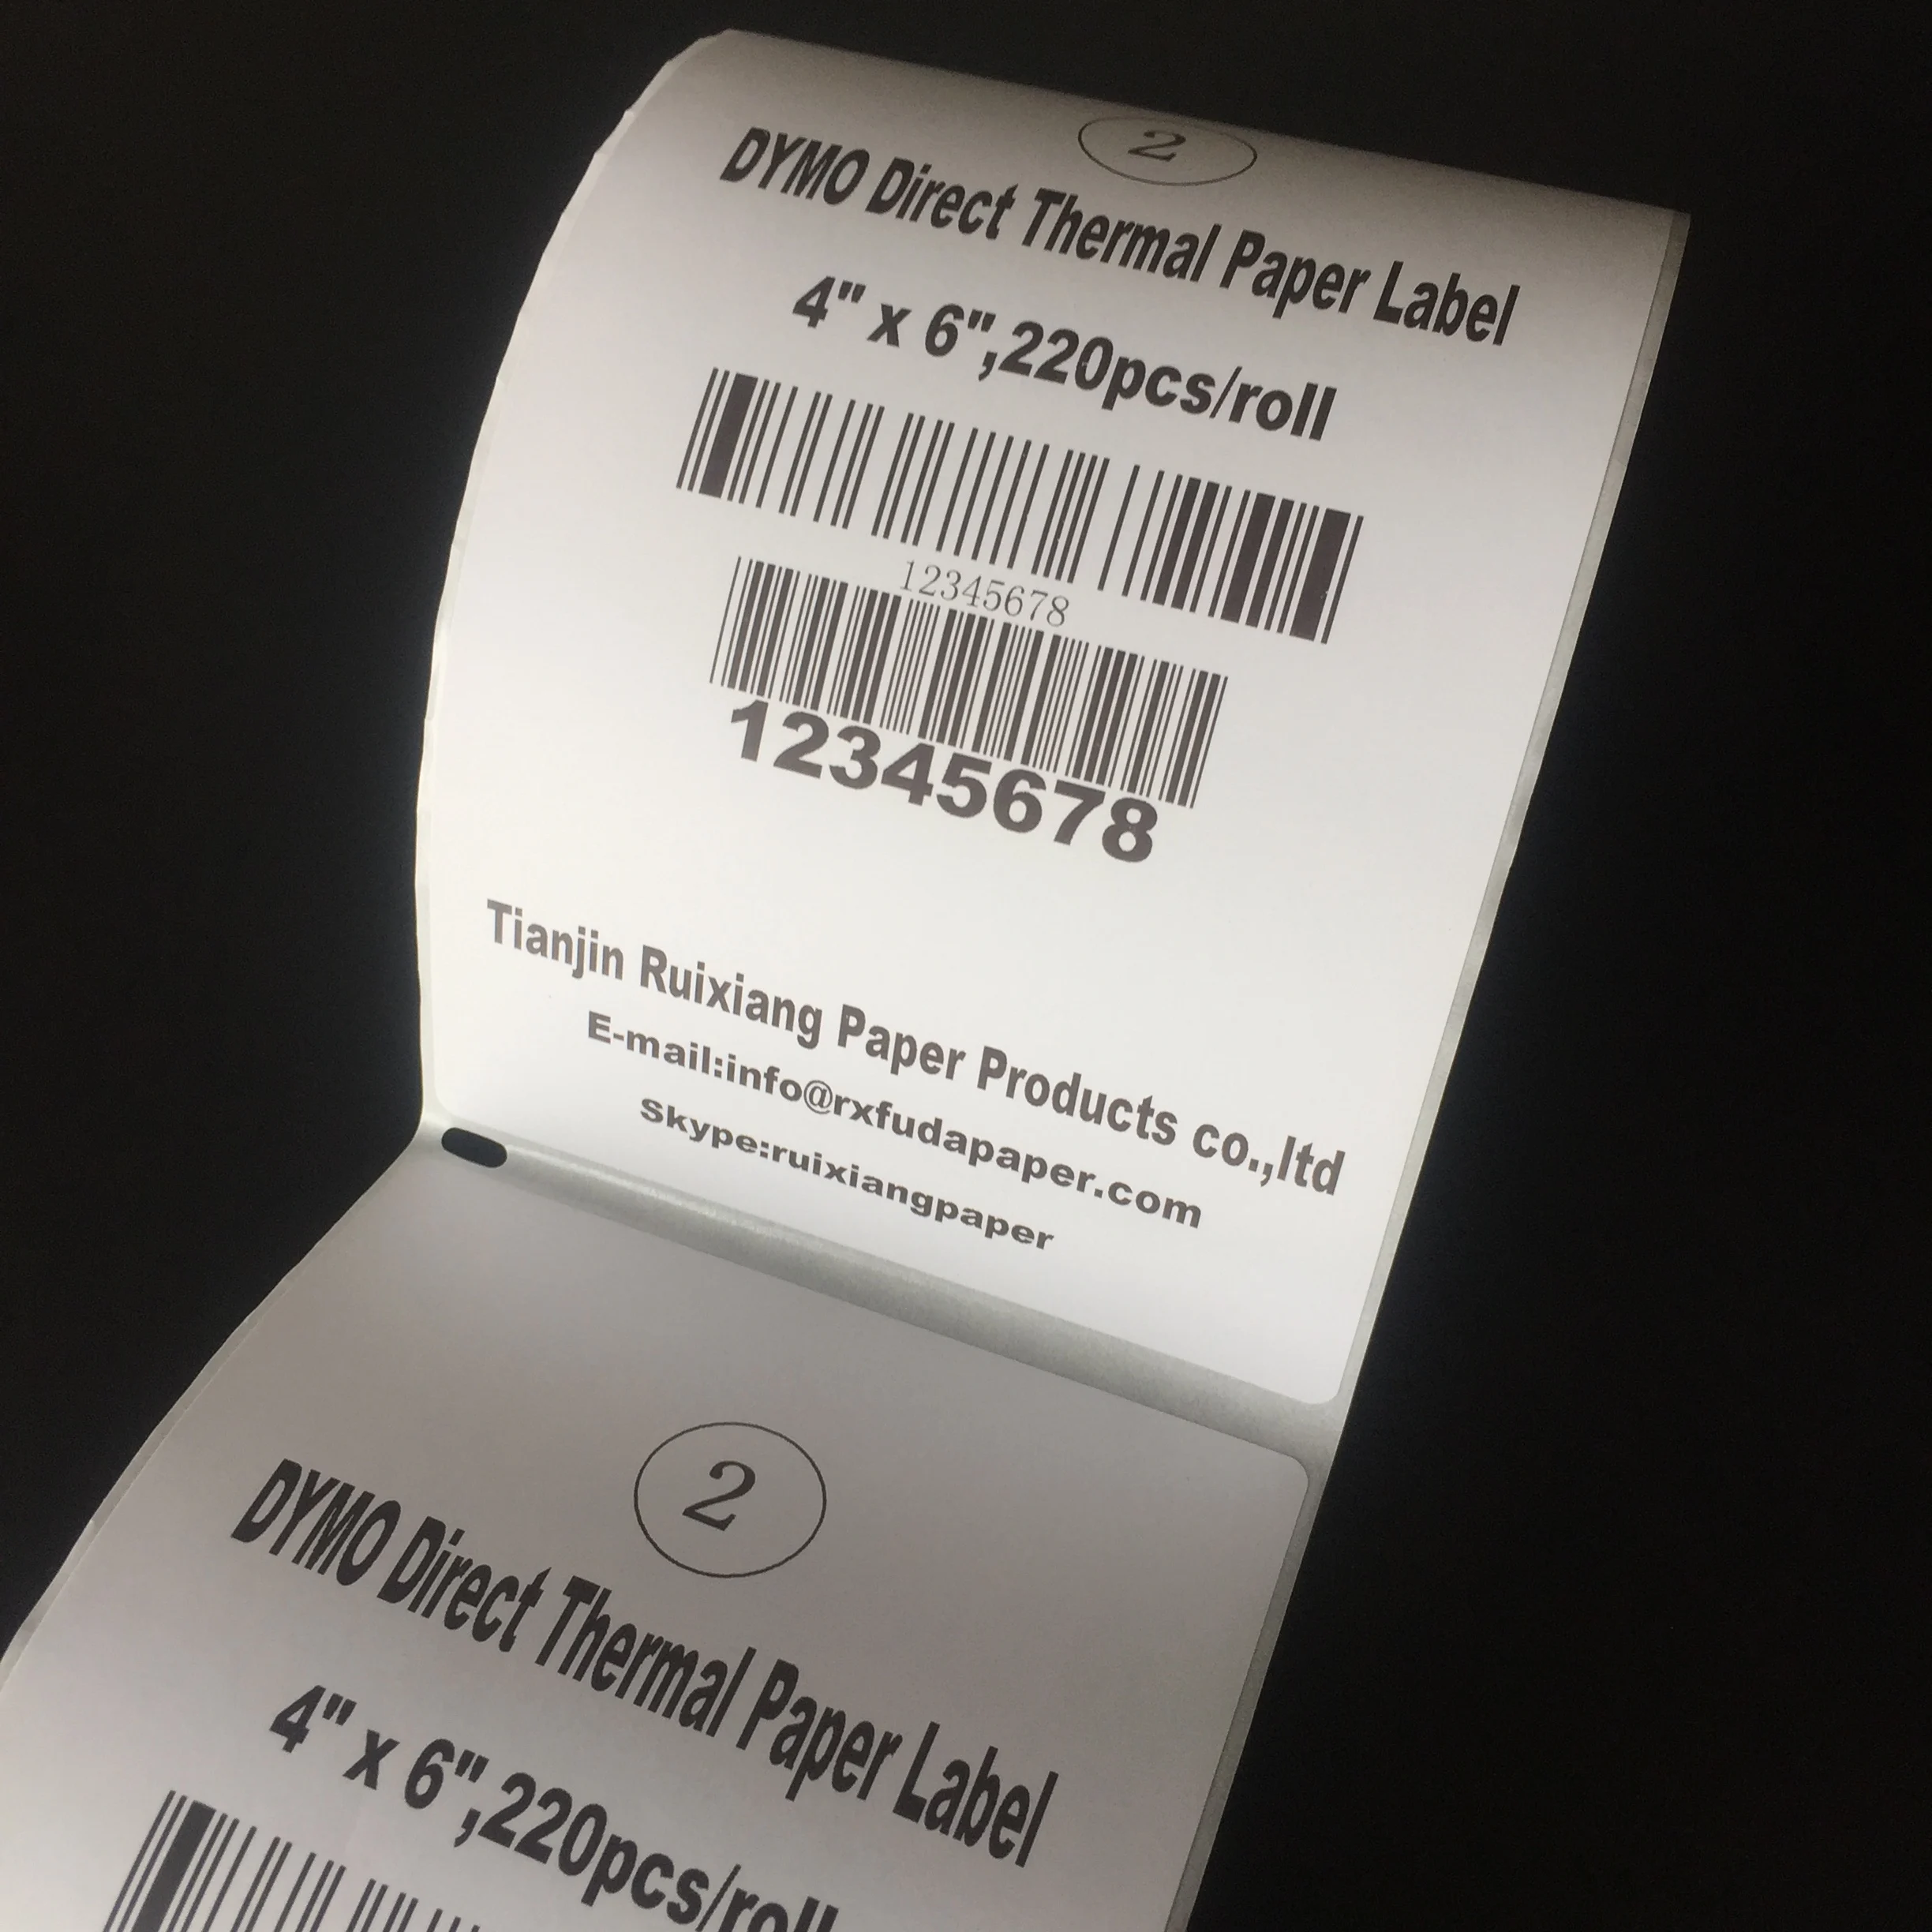 2
DYMO Direct Thermal Paper Label
4" x 6",220pcs/roll
12345678
12345678
Tianjin Ruixiang Paper Products co.,ltd
E-mail:info@rxfudapaper.com
Skype:ruixiangpaper
2
DYMO Direct Thermal Paper Label
4" x 6",220pcs/roll